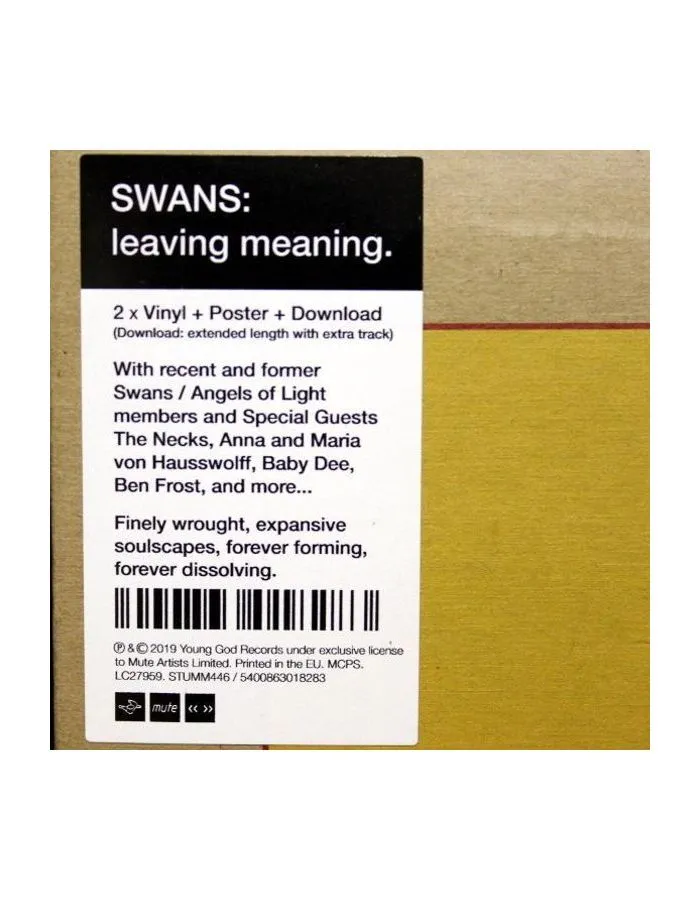 SWANS:
leaving meaning.
2 x Vinyl + Poster + Download
(Download: extended length with extra track)
With recent and former
Swans / Angels of Light
members and Special Guests
The Necks, Anna and Maria
von Hausswolff, Baby Dee,
Ben Frost, and more...
Finely wrought, expansive
soulscapes, forever forming,
forever dissolving.
℗ & © 2019 Young God Records under exclusive license
to Mute Artists Limited. Printed in the EU. MCPS.
LC27959. STUMM446 / 5400863018283
mute << >>